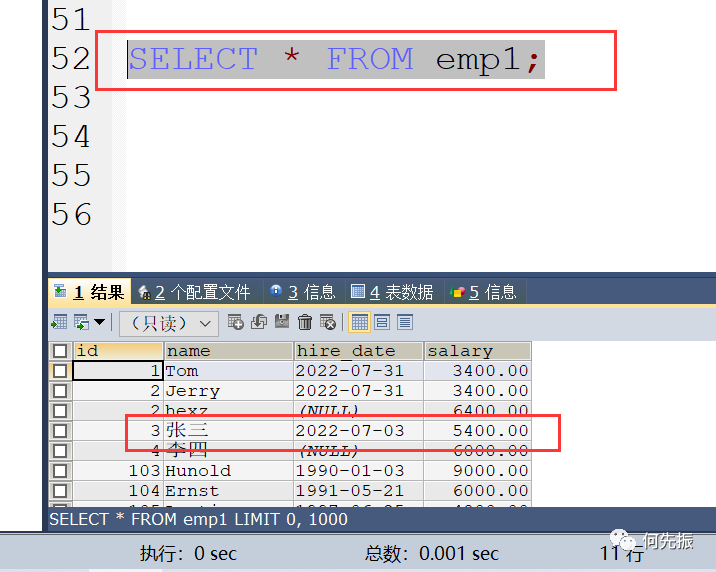 51
52 SELECT * FROM emp1;
53
54
55
56
1 结果 2 个配置文件 3 信息 4 表数据 5 信息
（只读）
id name hire_date salary
1 Tom 2022-07-31 3400.00
2 Jerry 2022-07-31 3400.00
2 hexz (NULL) 6400.00
3 张三 2022-07-03 5400.00
4 李四 (NULL) 6000.00
103 Hunold 1990-01-03 9000.00
104 Ernst 1991-05-21 6000.00
SELECT * FROM emp1 LIMIT 0, 1000
何先振
执行: 0 sec 总数: 0.001 sec 11 行